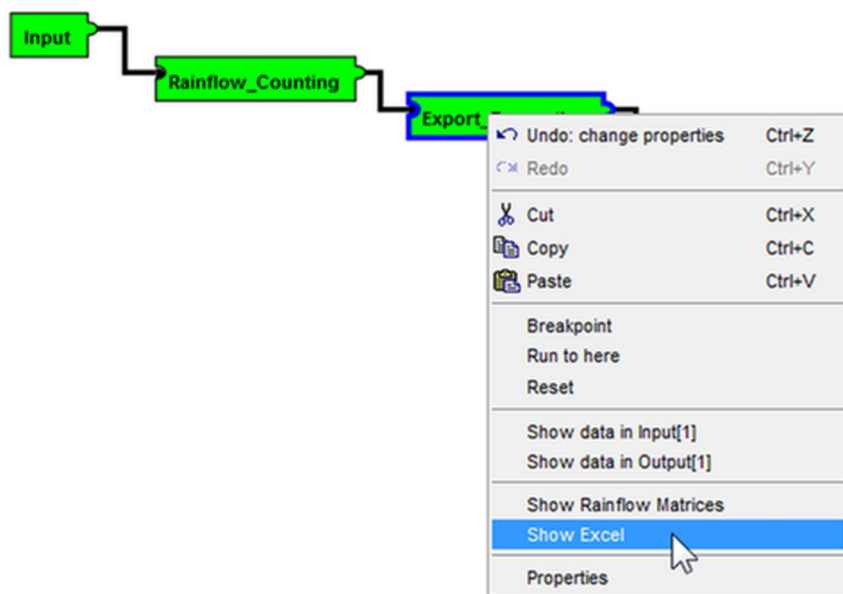 Input
Rainflow_Counting
Undo: change properties Ctrl+Z
Redo Ctrl+Y
Cut Ctrl+X
Copy Ctrl+C
Paste Ctrl+V
Breakpoint
Run to here
Reset
Show data in Input[1]
Show data in Output[1]
Show Rainflow Matrices
Show Excel
Properties